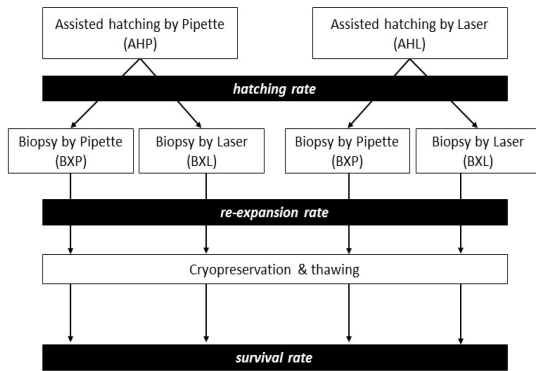 Assisted hatching by Pipette
(AHP)
Assisted hatching by Laser
(AHL)
hatching rate
Biopsy by Pipette
(BXP)
Biopsy by Laser
(BXL)
Biopsy by Pipette
(BXP)
Biopsy by Laser
(BXL)
re-expansion rate
Cryopreservation & thawing
survival rate